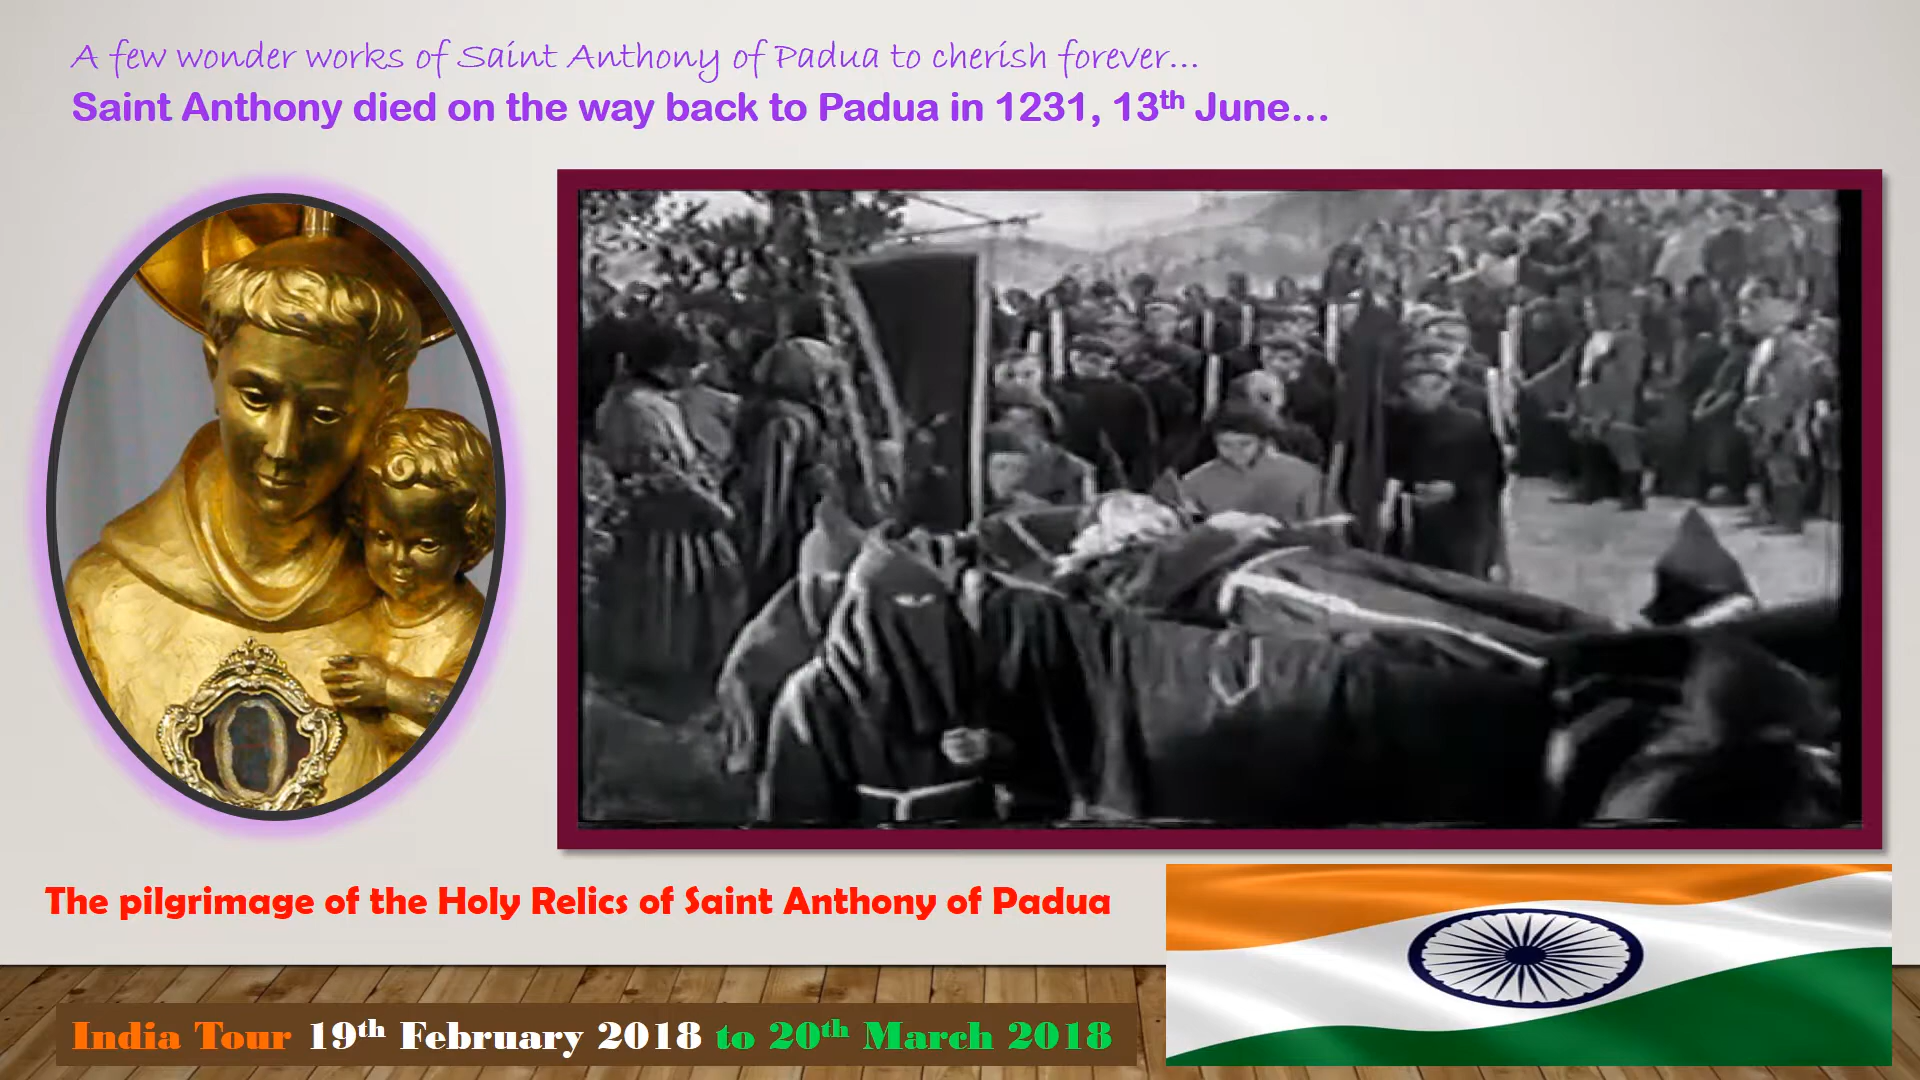 A few wonder works of Saint Anthony of Padua to cherish forever...
Saint Anthony died on the way back to Padua in 1231, 13th June...
The pilgrimage of the Holy Relics of Saint Anthony of Padua
India Tour 19th February 2018 to 20th March 2018